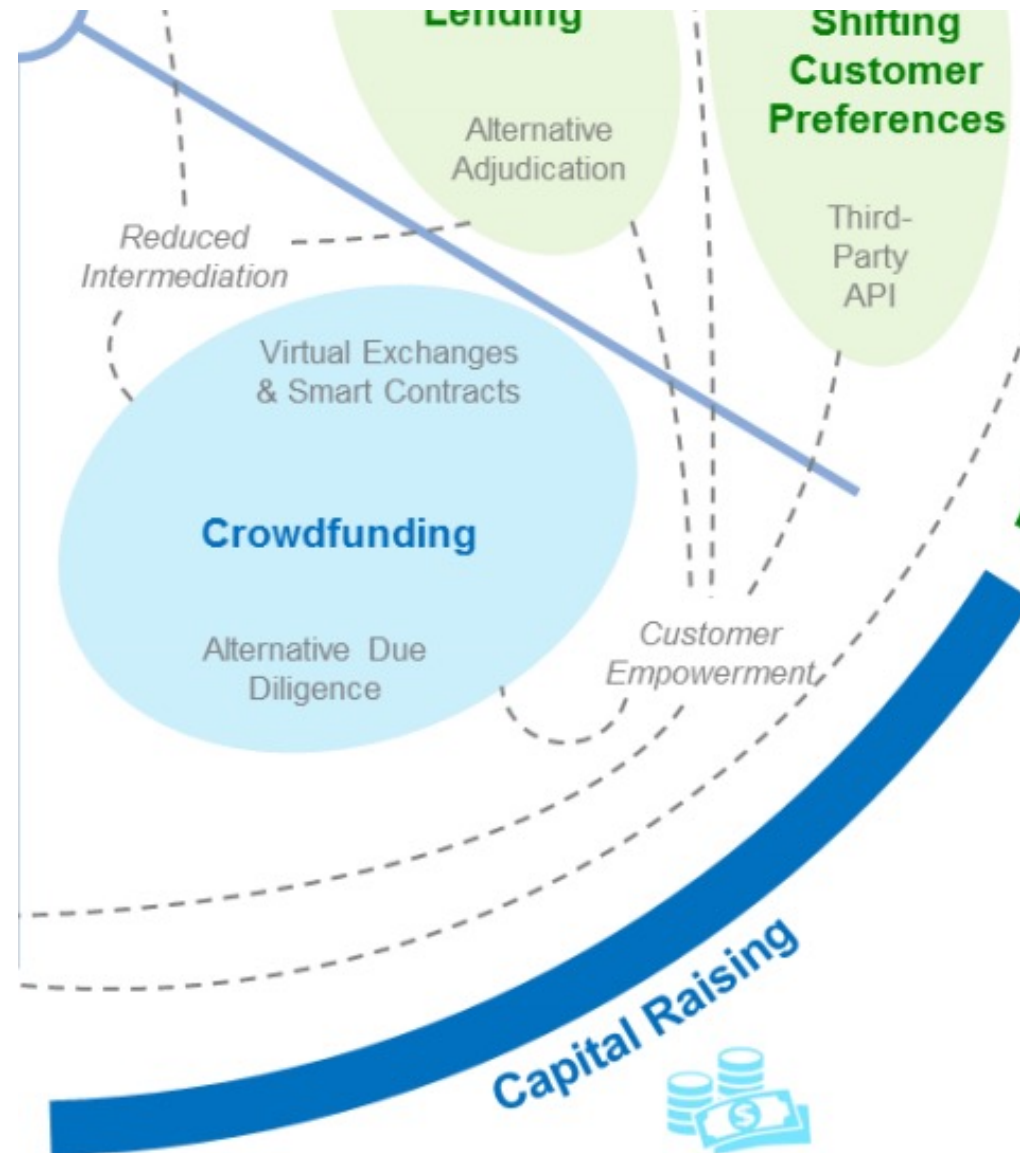 Lending
Alternative
Adjudication
Shifting
Customer
Preferences
Third-
Party
API
Reduced
Intermediation
Virtual Exchanges
& Smart Contracts
Crowdfunding
Alternative Due
Diligence
Customer
Empowerment
Capital Raising
$